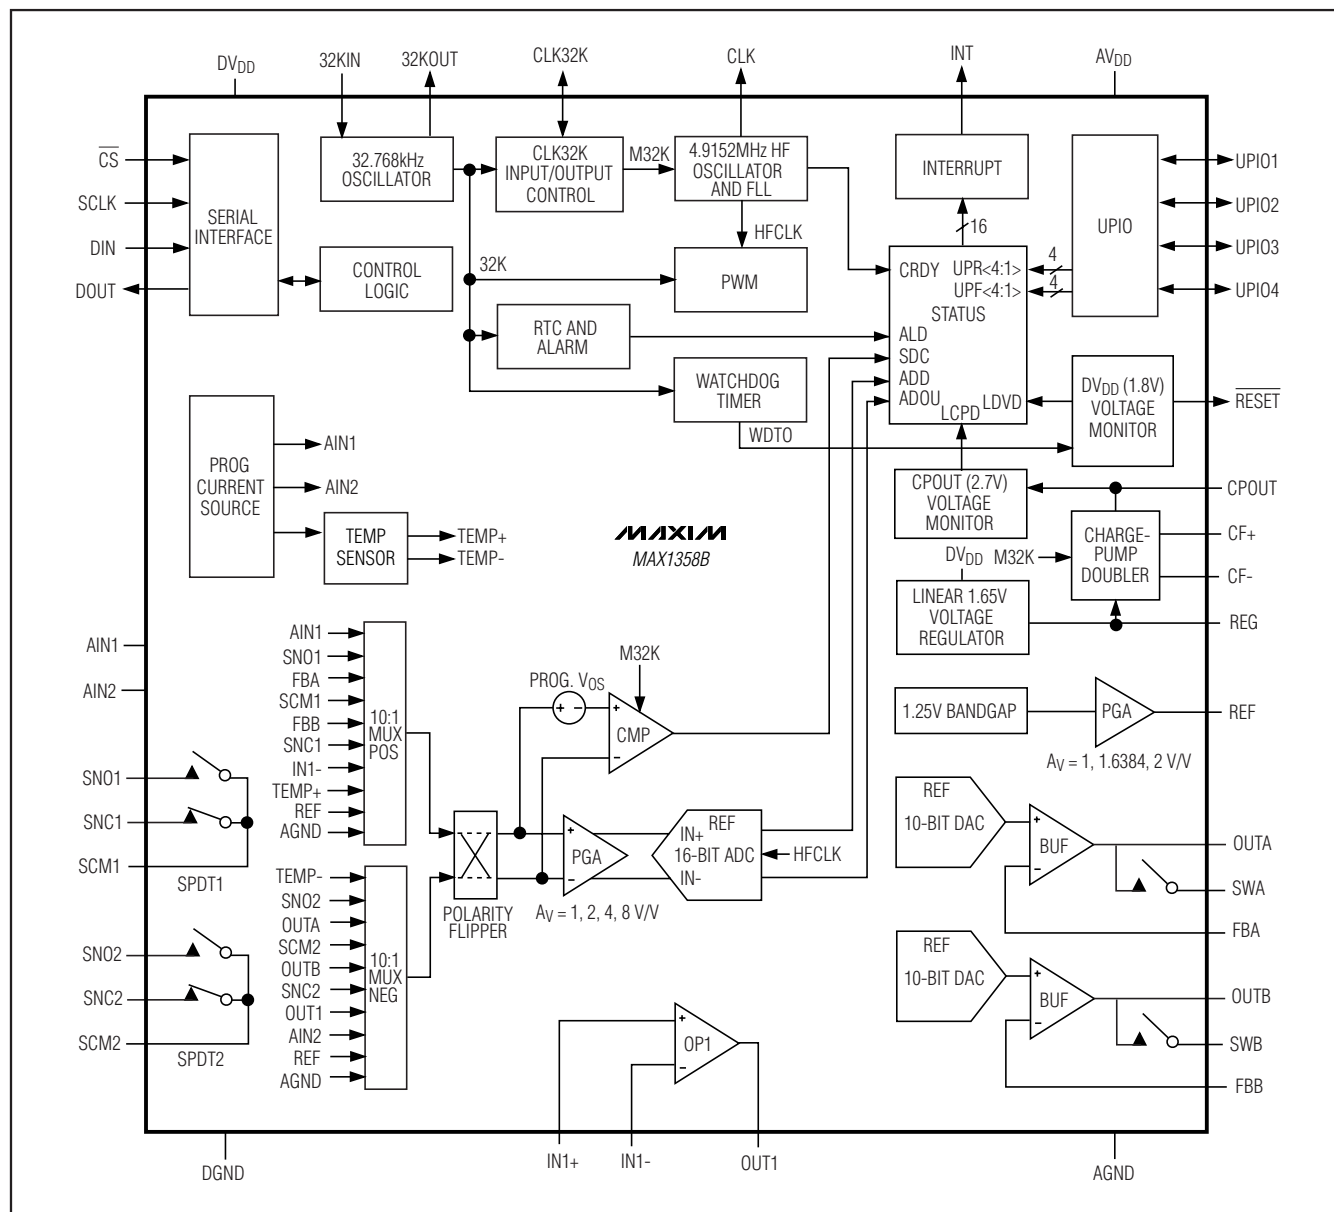 DVDD
32KIN
32KOUT
CLK32K
CLK
INT
AVDD
CS
SCLK
DIN
DOUT
SERIAL
INTERFACE
32.768kHz
OSCILLATOR
CLK32K
INPUT/OUTPUT
CONTROL
M32K
4.9152MHz HF
OSCILLATOR
AND FLL
INTERRUPT
16
UPIO
UPIO1
UPIO2
UPIO3
UPIO4
CONTROL
LOGIC
32K
HFCLK
PWM
CRDY
UPR<4:1>
UPF<4:1>
4
4
STATUS
ALD
SDC
ADD
ADOU
LDVD
LCPD
RTC AND
ALARM
WATCHDOG
TIMER
WDTO
DVDD (1.8V)
VOLTAGE
MONITOR
RESET
PROG
CURRENT
SOURCE
AIN1
AIN2
TEMP
SENSOR
TEMP+
TEMP-
MAXIM
MAX1358B
CPOUT (2.7V)
VOLTAGE
MONITOR
CPOUT
CHARGE-
PUMP
DOUBLER
CF+
CF-
DVDD
M32K
LINEAR 1.65V
VOLTAGE
REGULATOR
REG
AIN1
AIN2
AIN1
SNO1
FBA
SCM1
FBB
SNC1
IN1-
TEMP+
REF
AGND
10:1
MUX
POS
M32K
PROG. VOS
+ -
+
CMP
-
1.25V BANDGAP
PGA
REF
AV = 1, 1.6384, 2 V/V
SNO1
SNC1
SCM1
SPDT1
POLARITY
FLIPPER
+
PGA
-
AV = 1, 2, 4, 8 V/V
IN+
REF
16-BIT ADC
IN-
HFCLK
REF
10-BIT DAC
+
BUF
-
OUTA
SWA
FBA
TEMP-
SNO2
OUTA
SCM2
OUTB
SNC2
OUT1
AIN2
REF
AGND
10:1
MUX
NEG
SNO2
SNC2
SCM2
SPDT2
REF
10-BIT DAC
+
BUF
-
OUTB
SWB
FBB
+
OP1
-
DGND
IN1+
IN1-
OUT1
AGND